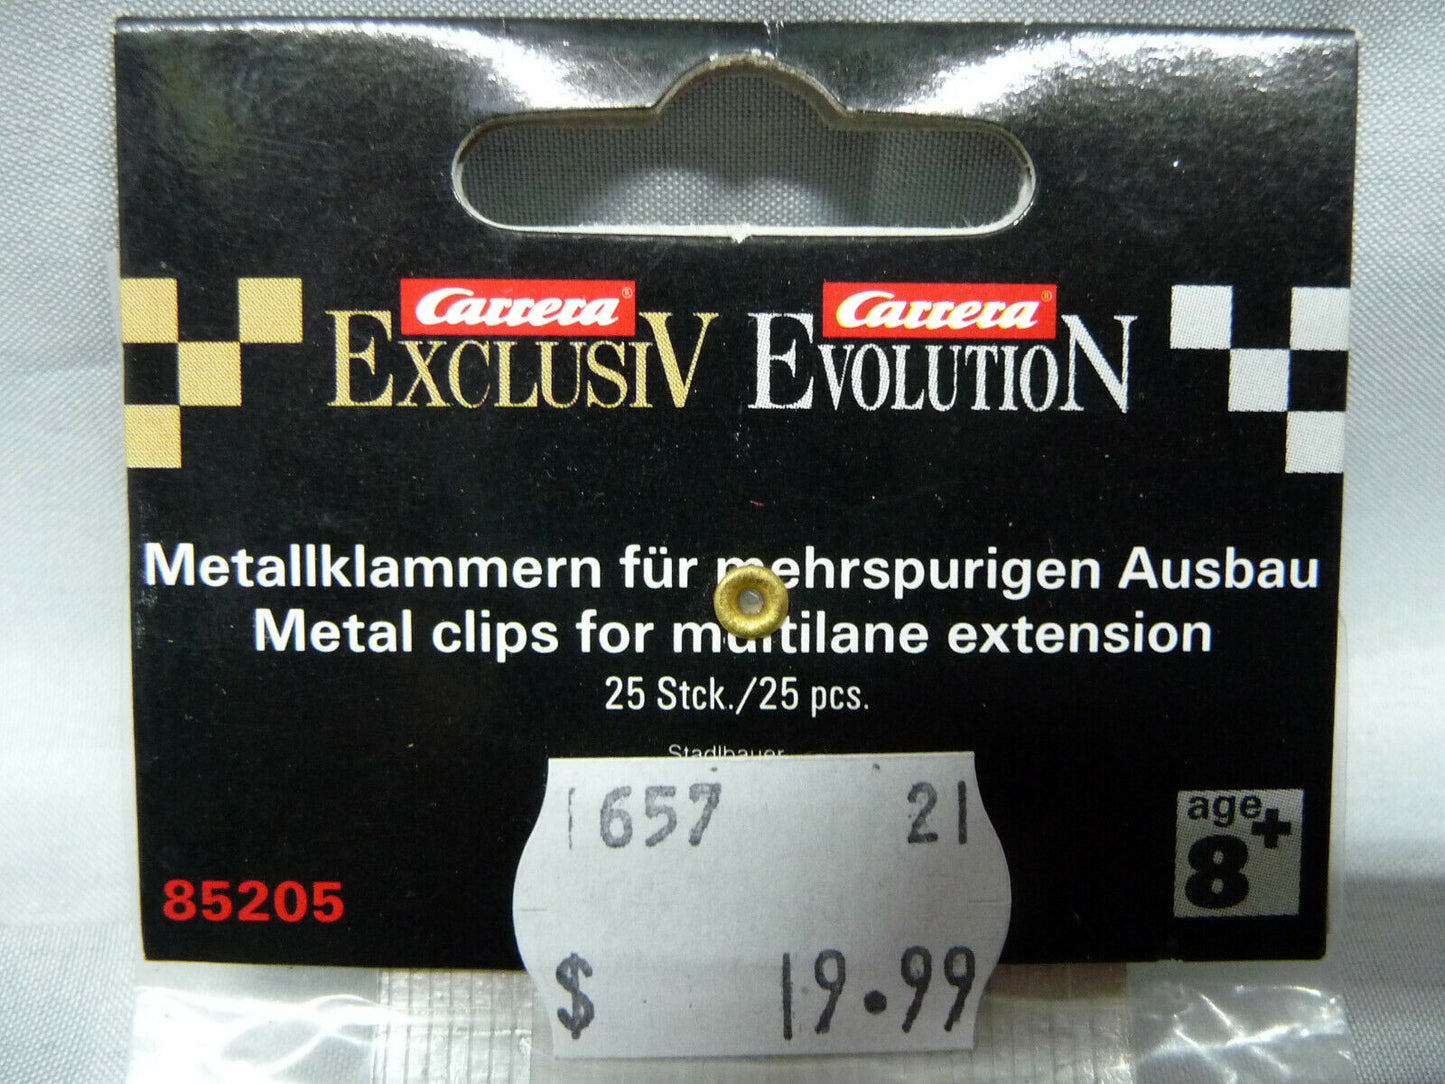 Carrera®
EXCLUSIV
Carrera®
EVOLUTION
Metallklammern für mehrspurigen Ausbau
Metal clips for multilane extension
25 Stck./25 pcs.
Stadlbauer
1657 21
$ 19.99
85205
age
8+